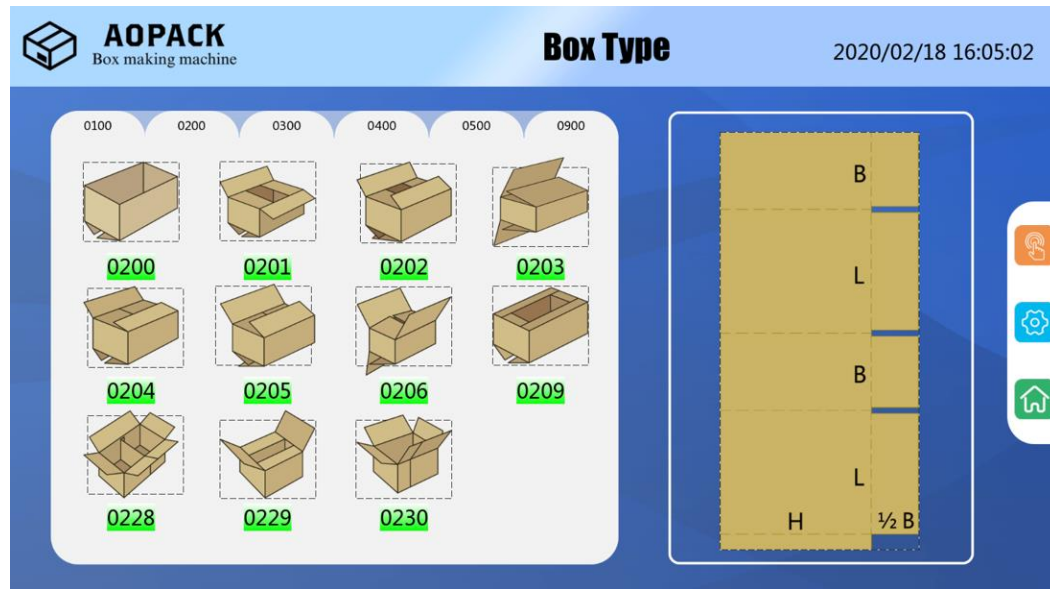 AOPACK
Box making machine
Box Type
2020/02/18 16:05:02
0100 0200 0300 0400 0500 0900
0200 0201 0202 0203
0204 0205 0206 0209
0228 0229 0230
B
L
B
L
H ½ B